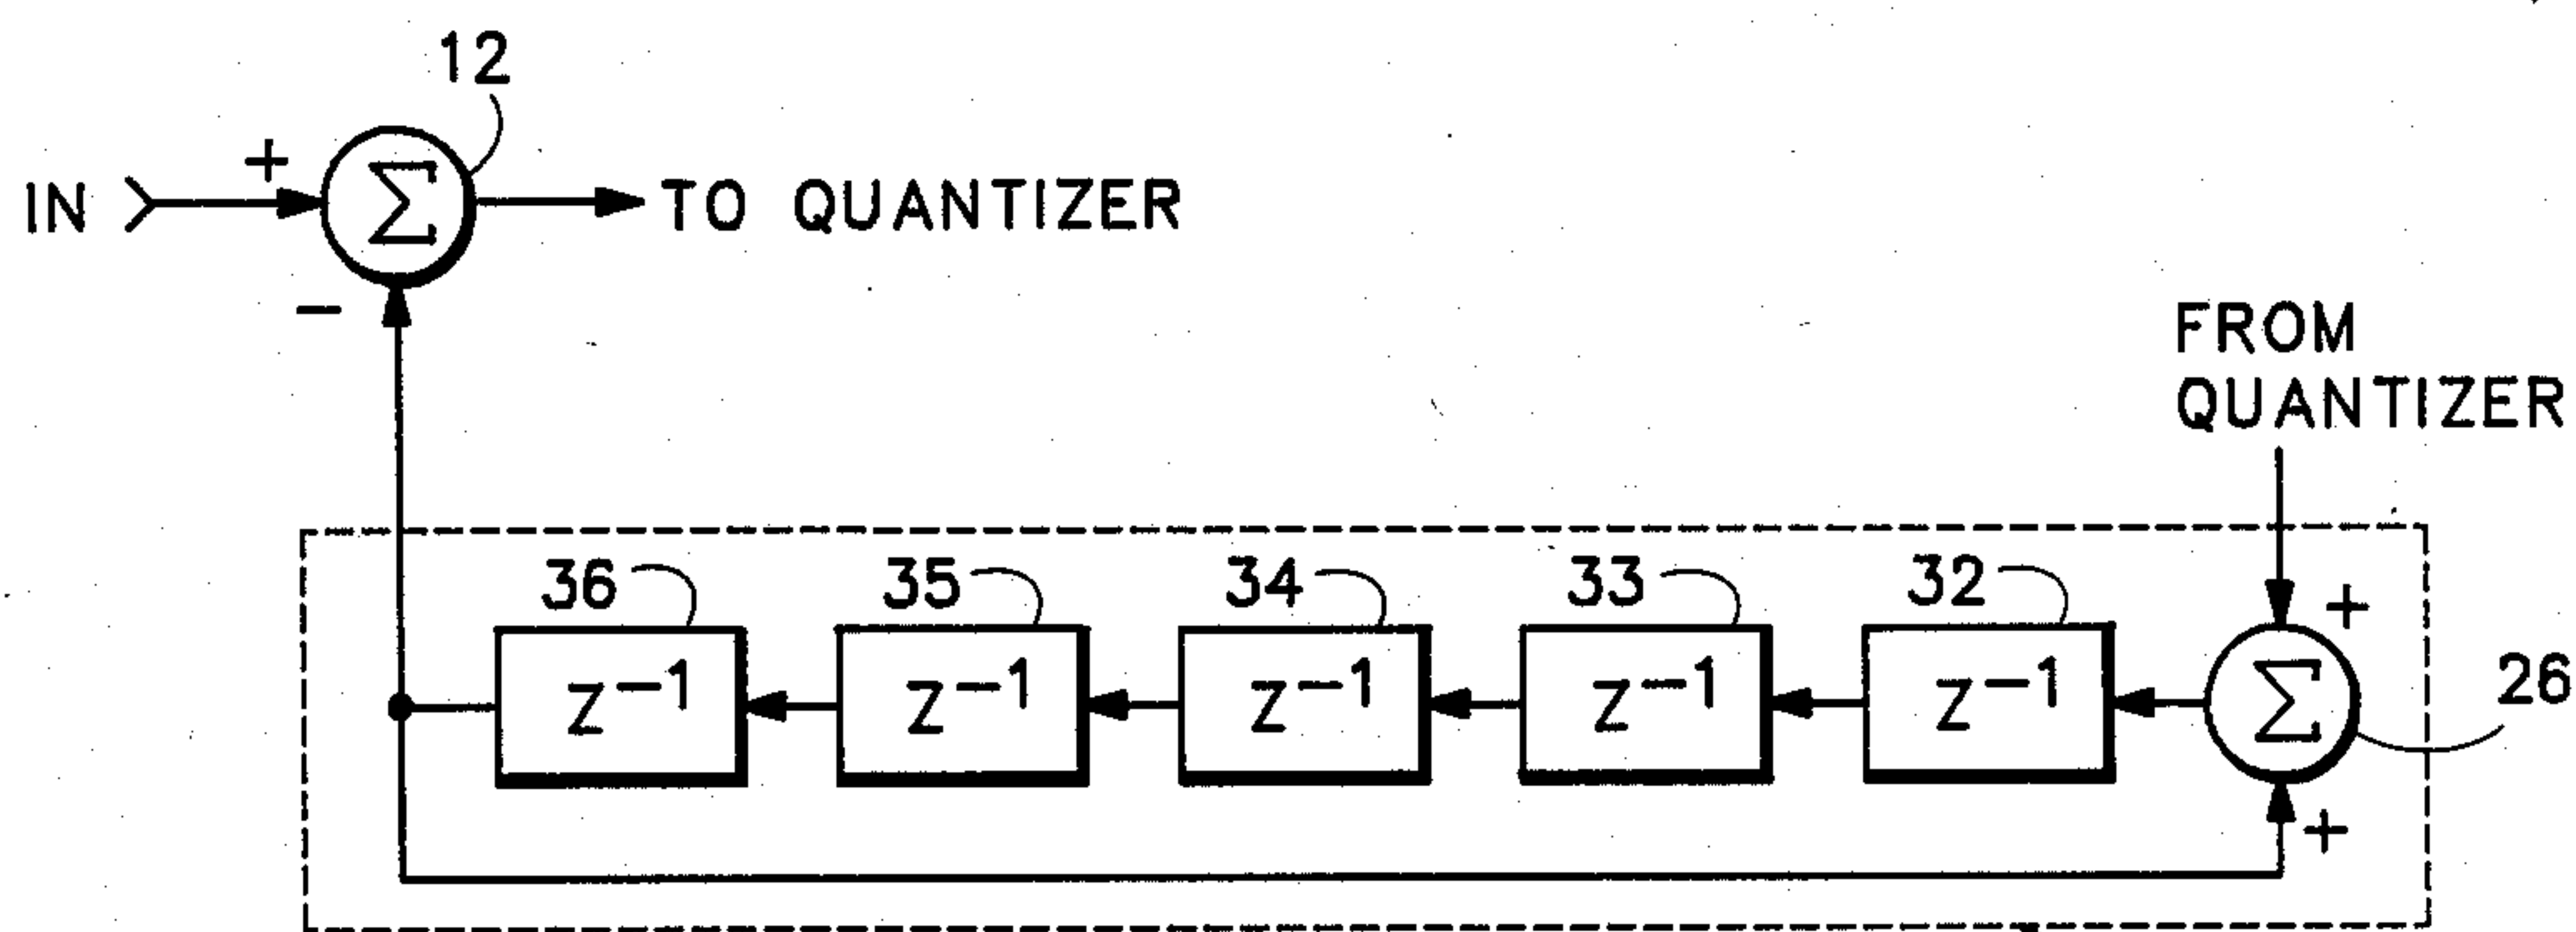 12
+
IN
Σ
TO QUANTIZER
−
FROM
QUANTIZER
36
35
34
33
32
+
Z⁻¹
Z⁻¹
Z⁻¹
Z⁻¹
Z⁻¹
Σ
26
+